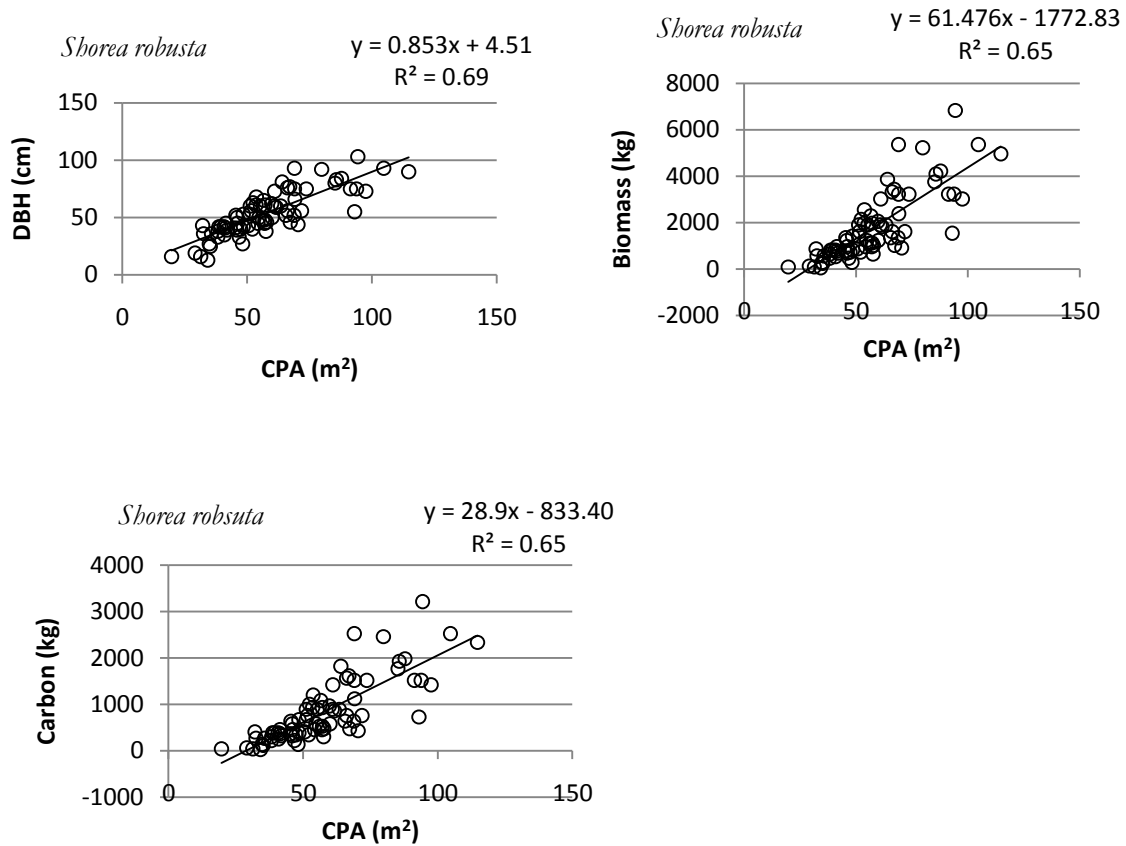 Shorea robusta
y = 0.853x + 4.51
R² = 0.69
150
100
50
0
0 50 100 150
DBH (cm)
CPA (m²)
Shorea robusta
y = 61.476x - 1772.83
R² = 0.65
8000
6000
4000
2000
0
-2000
0 50 100 150
Biomass (kg)
CPA (m²)
Shorea robsuta
y = 28.9x - 833.40
R² = 0.65
4000
3000
2000
1000
0
-1000
0 50 100 150
Carbon (kg)
CPA (m²)